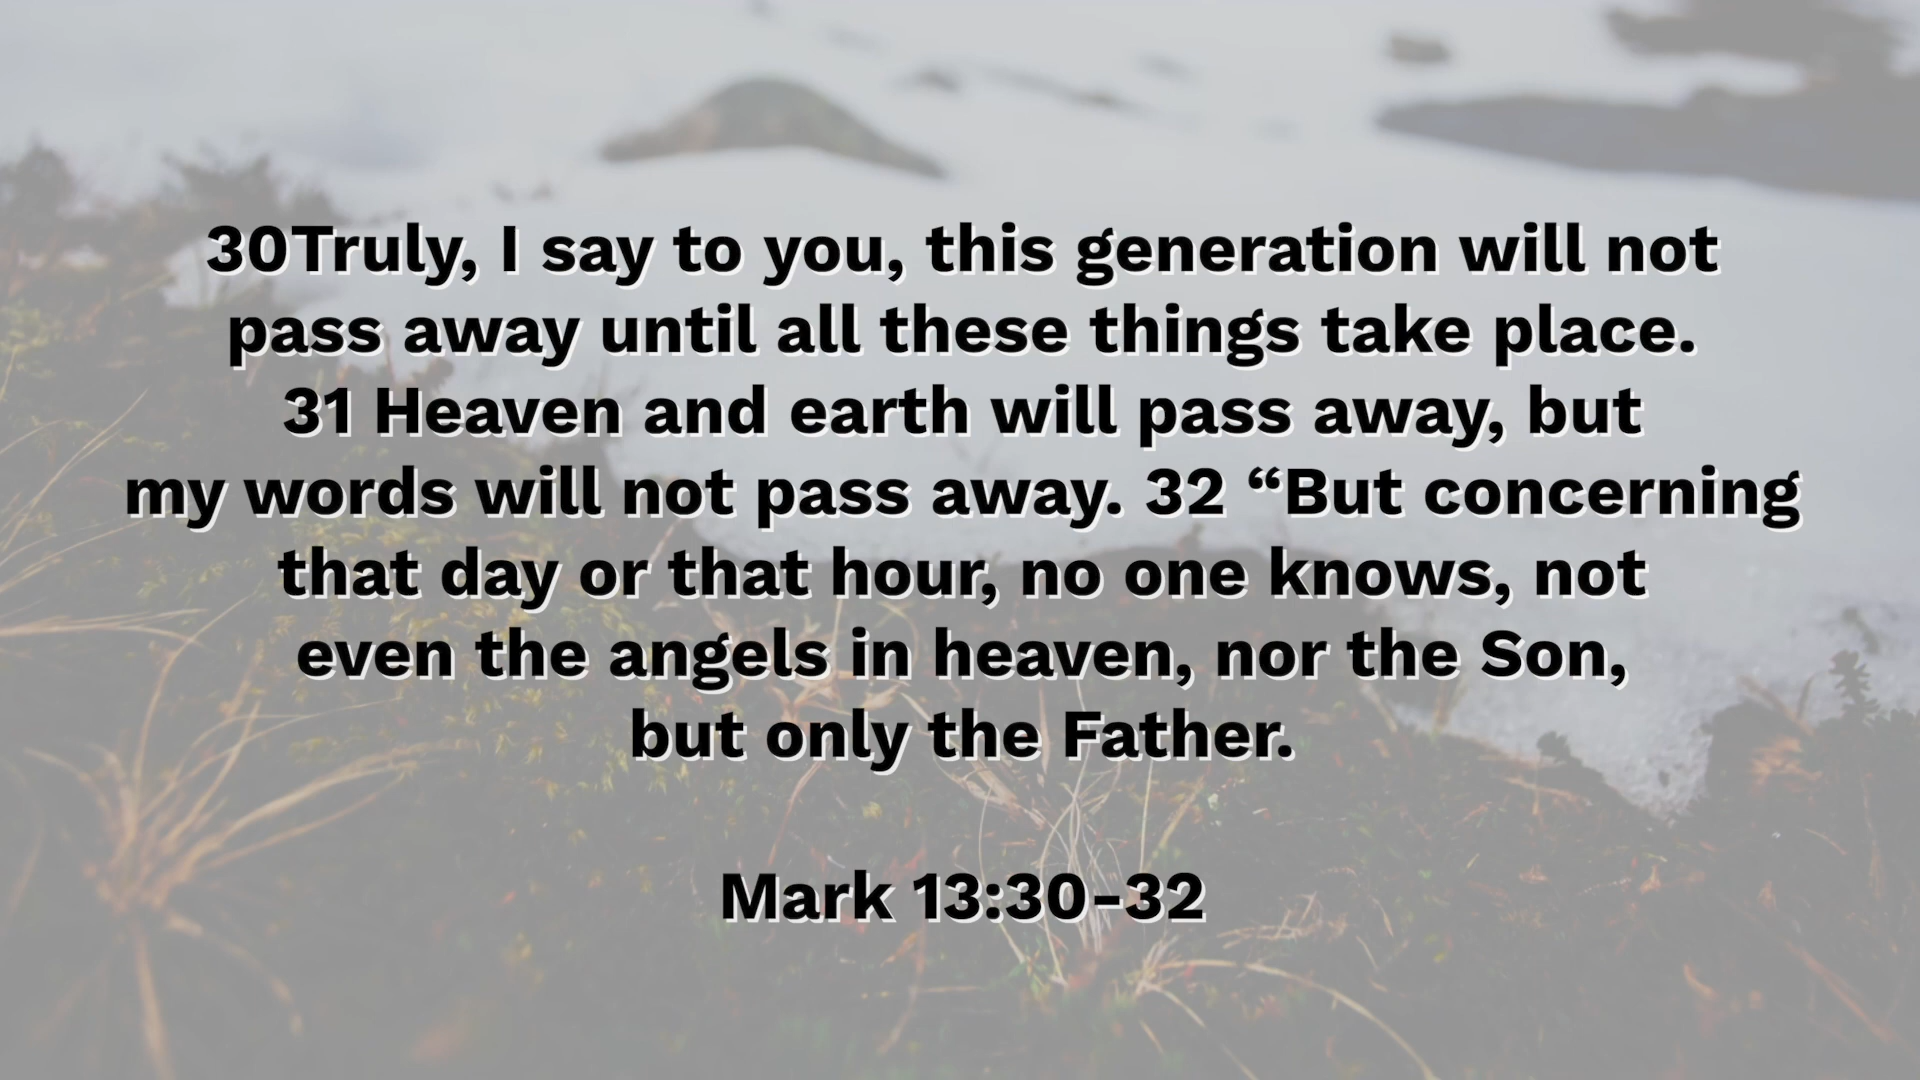 30Truly, I say to you, this generation will not
pass away until all these things take place.
31 Heaven and earth will pass away, but
my words will not pass away. 32 “But concerning
that day or that hour, no one knows, not
even the angels in heaven, nor the Son,
but only the Father.
Mark 13:30-32